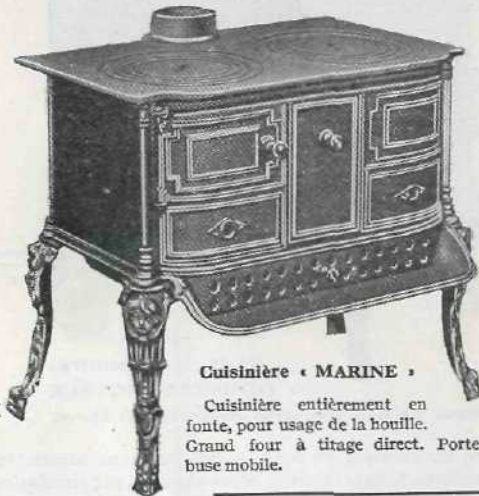 Cuisinière « MARINE »
Cuisinière entièrement en
fonte, pour usage de la houille.
Grand four à tirage direct. Porte
buse mobile.